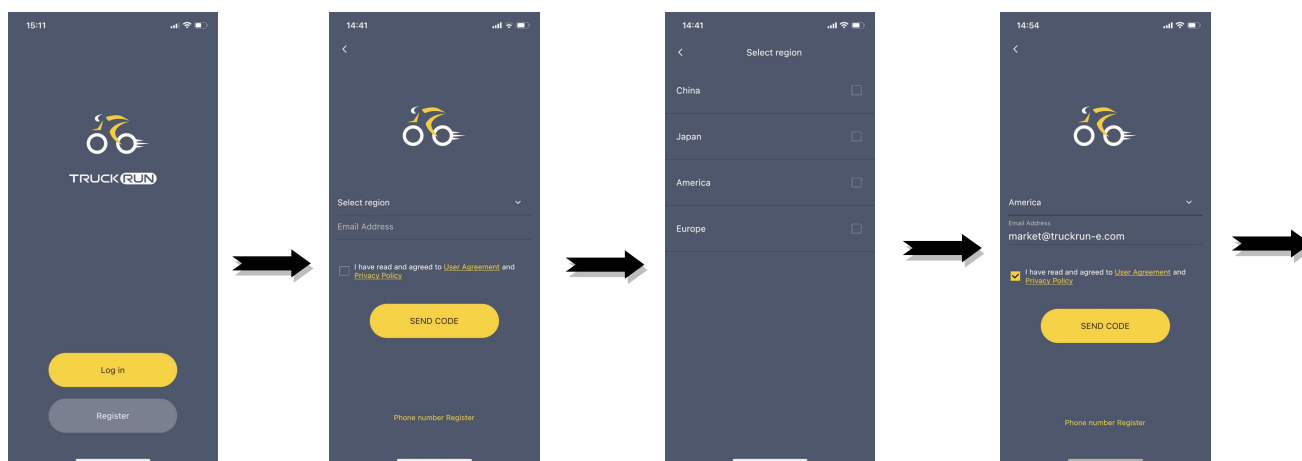 15:11
TRUCKRUN
Log in
Register
14:41
Select region
Email Address
I have read and agreed to User Agreement and
Privacy Policy
SEND CODE
Phone number Register
14:41
Select region
China
Japan
America
Europe
14:54
America
Email Address
market@truckrun-e.com
I have read and agreed to User Agreement and
Privacy Policy
SEND CODE
Phone number Register